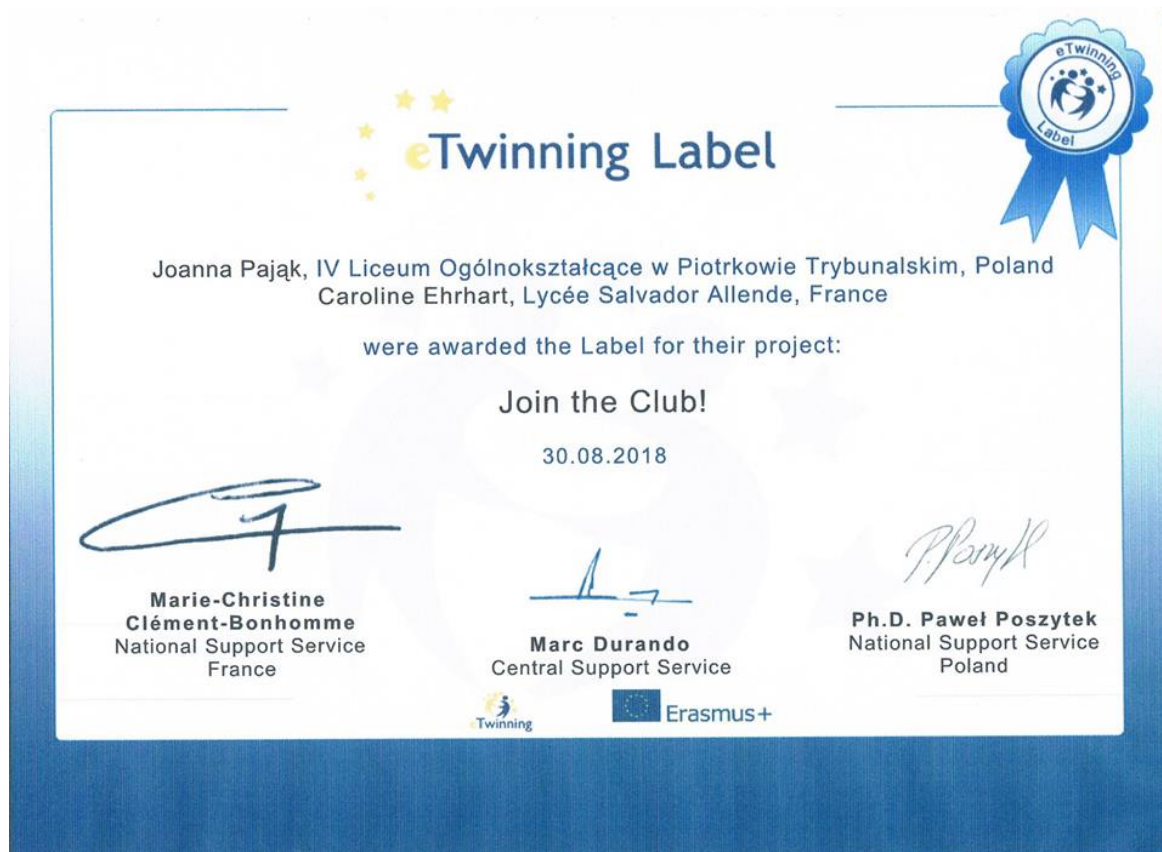 eTwinning
Label
eTwinning Label
Joanna Pająk, IV Liceum Ogólnokształcące w Piotrkowie Trybunalskim, Poland
Caroline Ehrhart, Lycée Salvador Allende, France
were awarded the Label for their project:
Join the Club!
30.08.2018
P.Poszyt
Marie-Christine
Clément-Bonhomme
National Support Service
France
Marc Durando
Central Support Service
Ph.D. Paweł Poszytek
National Support Service
Poland
eTwinning
Erasmus+